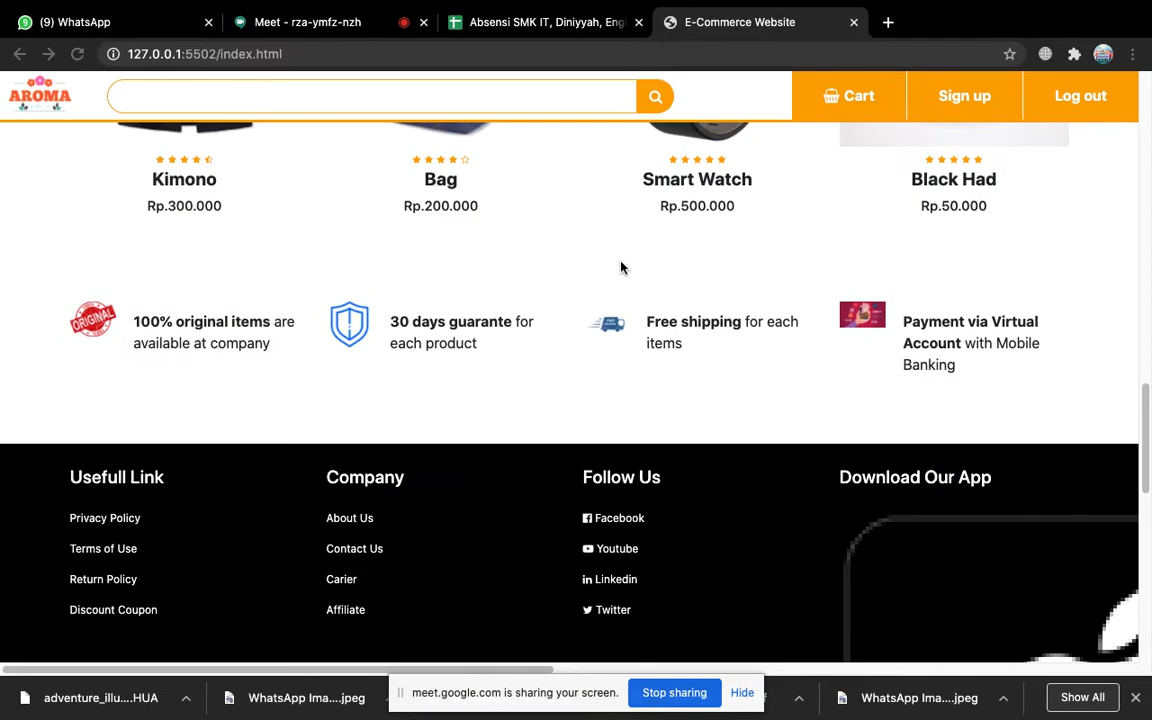 (9) WhatsApp
Meet - rza-ymfz-nzh
Absensi SMK IT, Diniyyah, Eng
E-Commerce Website
127.0.0.1:5502/index.html
AROMA
Cart
Sign up
Log out
Kimono
Bag
Smart Watch
Black Had
Rp.300.000
Rp.200.000
Rp.500.000
Rp.50.000
ORIGINAL
100% original items are
available at company
30 days guarante for
each product
Free shipping for each
items
Payment via Virtual
Account with Mobile
Banking
Usefull Link
Privacy Policy
Terms of Use
Return Policy
Discount Coupon
Company
About Us
Contact Us
Carier
Affiliate
Follow Us
Facebook
Youtube
Linkedin
Twitter
Download Our App
adventure_illu....HUA
WhatsApp Ima....jpeg
meet.google.com is sharing your screen.
Stop sharing
Hide
WhatsApp Ima....jpeg
Show All